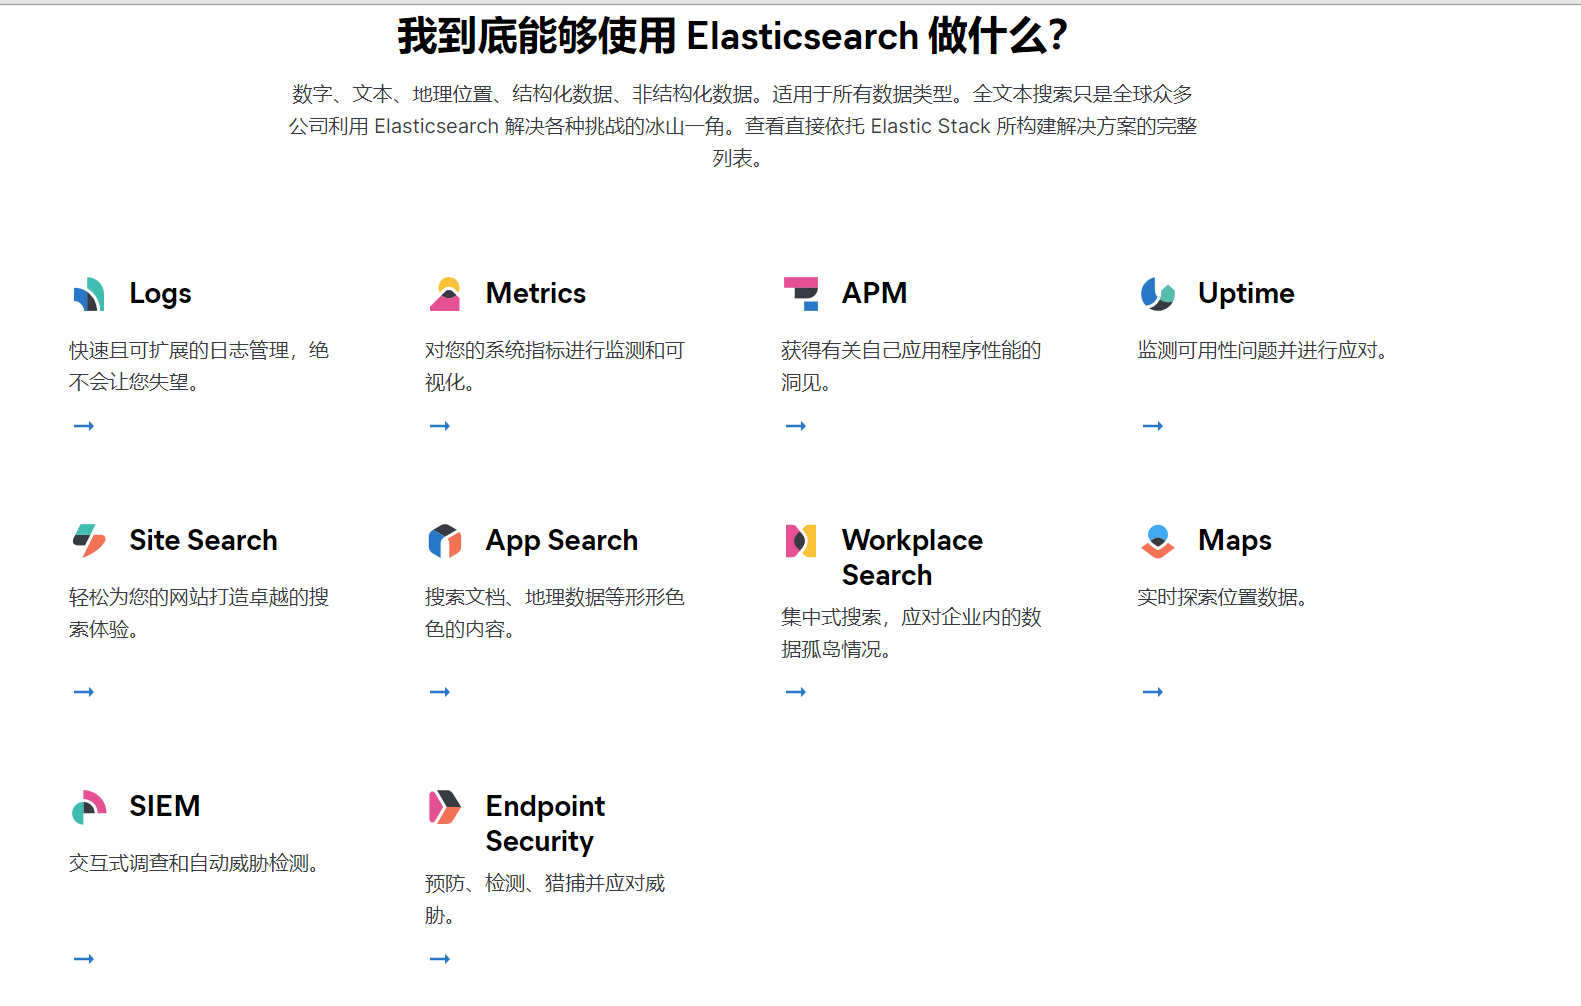 我到底能够使用 Elasticsearch 做什么？
数字、文本、地理位置、结构化数据、非结构化数据。适用于所有数据类型。全文本搜索只是全球众多
公司利用 Elasticsearch 解决各种挑战的冰山一角。查看直接依托 Elastic Stack 所构建解决方案的完整
列表。
Logs
快速且可扩展的日志管理，绝
不会让您失望。
Metrics
对您的系统指标进行监测和可
视化。
APM
获得有关自己应用程序性能的
洞见。
Uptime
监测可用性问题并进行应对。
Site Search
轻松为您的网站打造卓越的搜
索体验。
App Search
搜索文档、地理数据等形形色
色的内容。
Workplace
Search
集中式搜索，应对企业内的数
据孤岛情况。
Maps
实时探索位置数据。
SIEM
交互式调查和自动威胁检测。
Endpoint
Security
预防、检测、猎捕并应对威
胁。